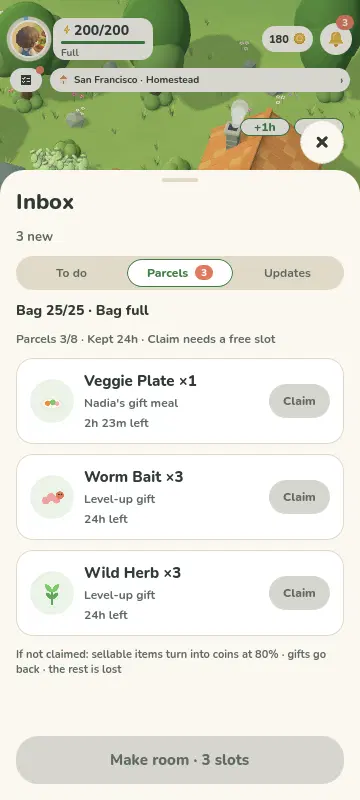 200/200
Full
180
3
San Francisco · Homestead
+1h
Inbox
3 new
To do
Parcels 3
Updates
Bag 25/25 · Bag full
Parcels 3/8 · Kept 24h · Claim needs a free slot
Veggie Plate ×1
Nadia's gift meal
2h 23m left
Claim
Worm Bait ×3
Level-up gift
24h left
Claim
Wild Herb ×3
Level-up gift
24h left
Claim
If not claimed: sellable items turn into coins at 80% · gifts go
back · the rest is lost
Make room · 3 slots